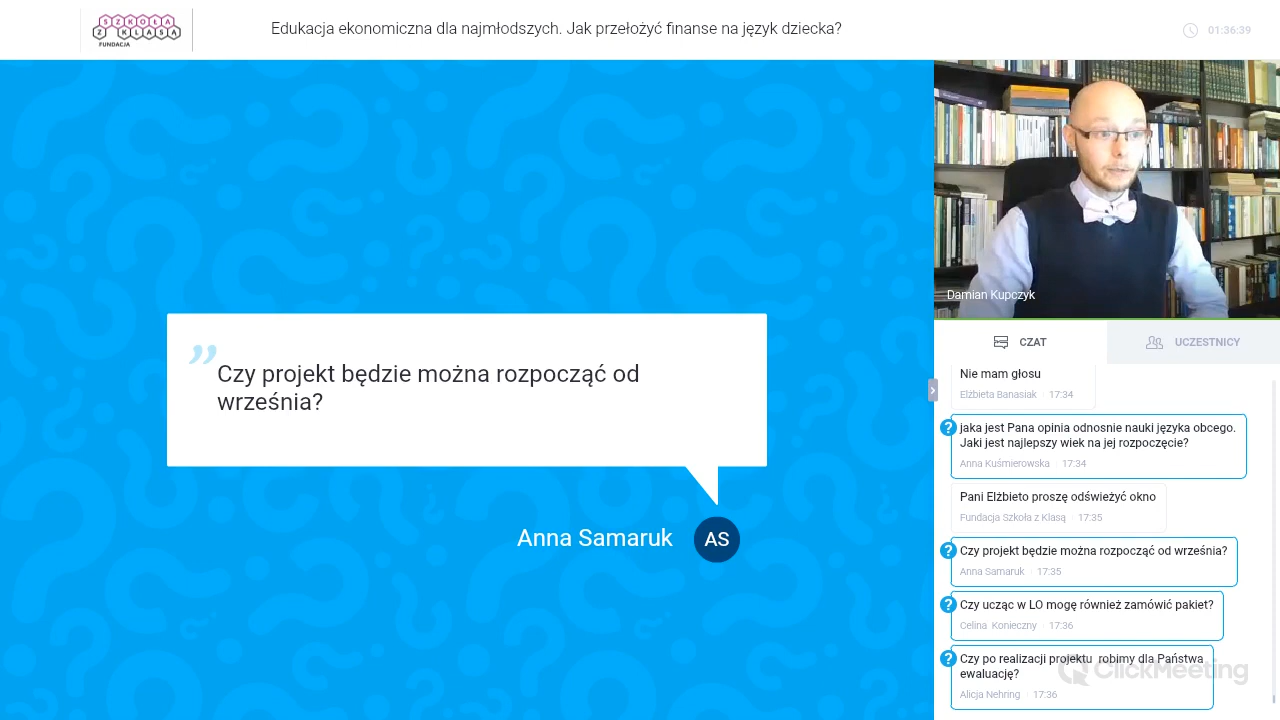 SZKOŁA
Z KLASĄ
FUNDACJA
Edukacja ekonomiczna dla najmłodszych. Jak przełożyć finanse na język dziecka?
01:36:39
Czy projekt będzie można rozpocząć od
września?
Anna Samaruk
AS
Damian Kupczyk
CZAT
UCZESTNICY
Nie mam głosu
Elżbieta Banasiak 17:34
jaka jest Pana opinia odnosnie nauki języka obcego.
Jaki jest najlepszy wiek na jej rozpoczęcie?
Anna Kuśmierowska 17:34
Pani Elżbieto proszę odświeżyć okno
Fundacja Szkoła z Klasą 17:35
Czy projekt będzie można rozpocząć od września?
Anna Samaruk 17:35
Czy ucząc w LO mogę również zamówić pakiet?
Celina Konieczny 17:36
Czy po realizacji projektu robimy dla Państwa
ewaluację?
Alicja Nehring 17:36
ClickMeeting